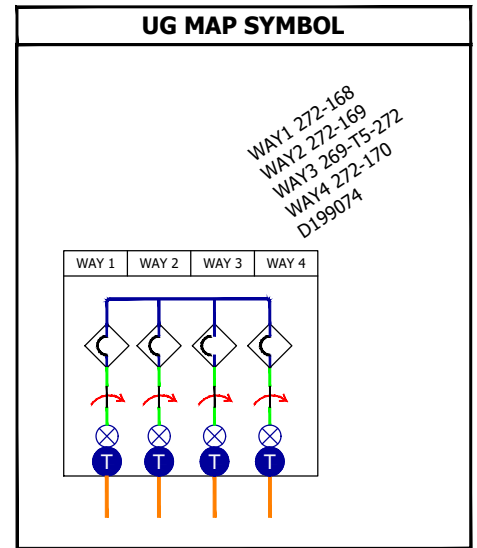 UG MAP SYMBOL
WAY1 272-168
WAY2 272-169
WAY3 269-T5-272
WAY4 272-170
D199074
WAY 1 WAY 2 WAY 3 WAY 4
T T T T